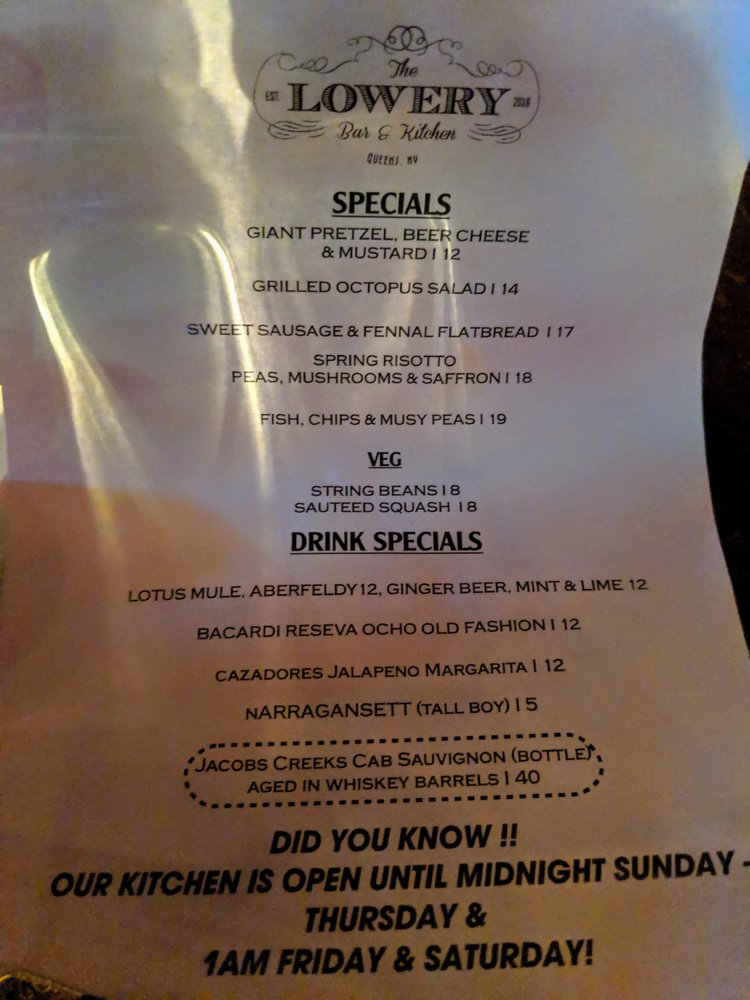 The
EST. LOWERY 2016
Bar & Kitchen
QUEENS, NY
SPECIALS
GIANT PRETZEL, BEER CHEESE
& MUSTARD I 12
GRILLED OCTOPUS SALAD I 14
SWEET SAUSAGE & FENNAL FLATBREAD I 17
SPRING RISOTTO
PEAS, MUSHROOMS & SAFFRON I 18
FISH, CHIPS & MUSY PEAS I 19
VEG
STRING BEANS I 8
SAUTEED SQUASH I 8
DRINK SPECIALS
LOTUS MULE, ABERFELDY12, GINGER BEER, MINT & LIME 12
BACARDI RESEVA OCHO OLD FASHION I 12
CAZADORES JALAPENO MARGARITA I 12
NARRAGANSETT (TALL BOY) I 5
JACOBS CREEKS CAB SAUVIGNON (BOTTLE)
AGED IN WHISKEY BARRELS I 40
DID YOU KNOW !!
OUR KITCHEN IS OPEN UNTIL MIDNIGHT SUNDAY -
THURSDAY &
1AM FRIDAY & SATURDAY!